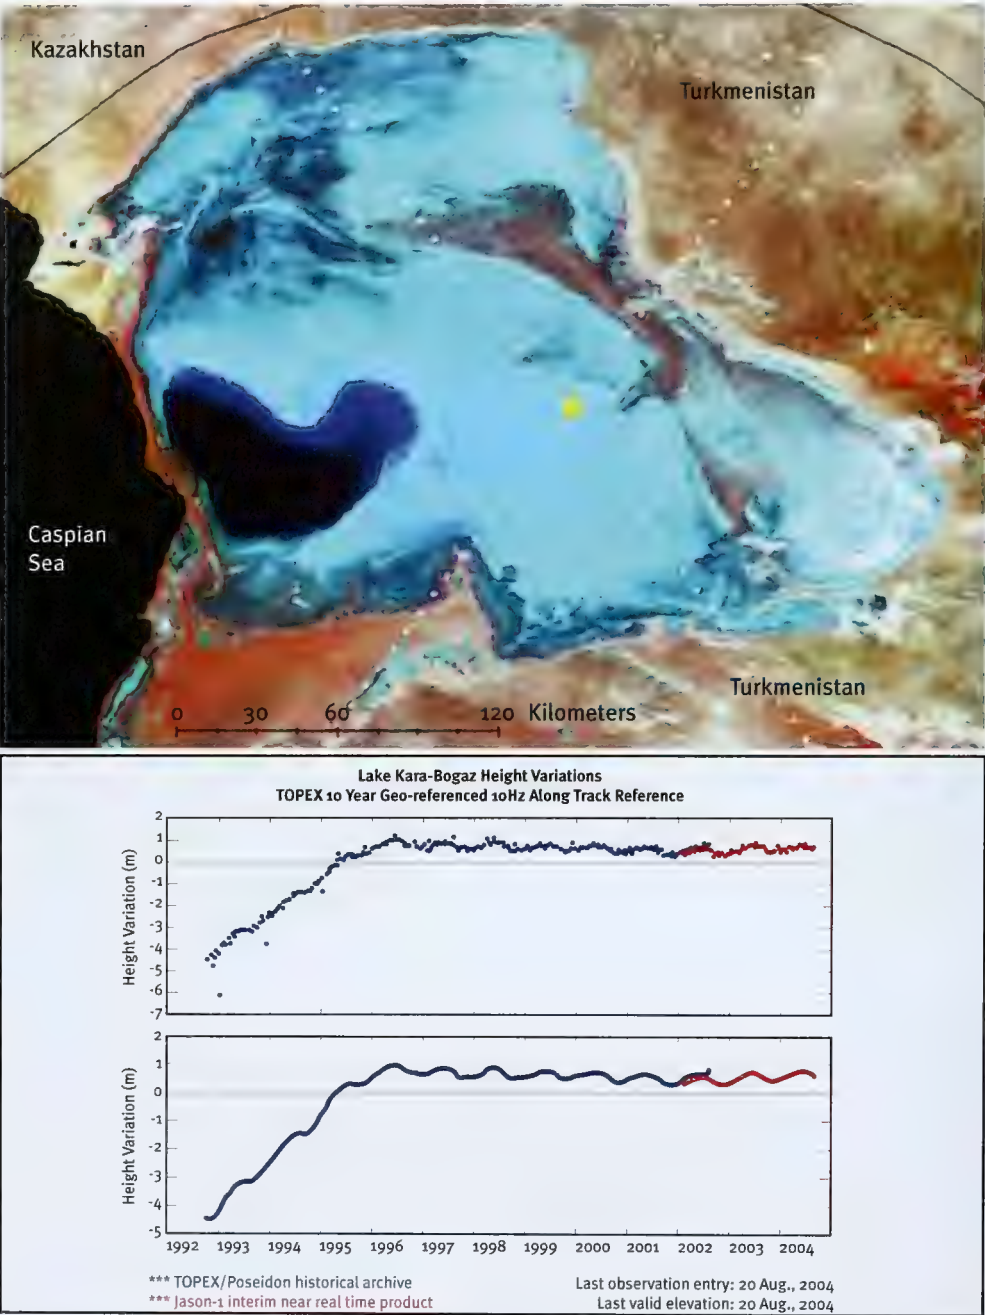 Kazakhstan
Turkmenistan
Caspian
Sea
Turkmenistan
0 30 60 120 Kilometers
Lake Kara-Bogaz Height Variations
TOPEX 10 Year Geo-referenced 10Hz Along Track Reference
Height Variation (m)
2
1
0
-1
-2
-3
-4
-5
-6
-7
Height Variation (m)
2
1
0
-1
-2
-3
-4
-5
1992 1993 1994 1995 1996 1997 1998 1999 2000 2001 2002 2003 2004
*** TOPEX/Poseidon historical archive
*** Jason-1 interim near real time product
Last observation entry: 20 Aug., 2004
Last valid elevation: 20 Aug., 2004